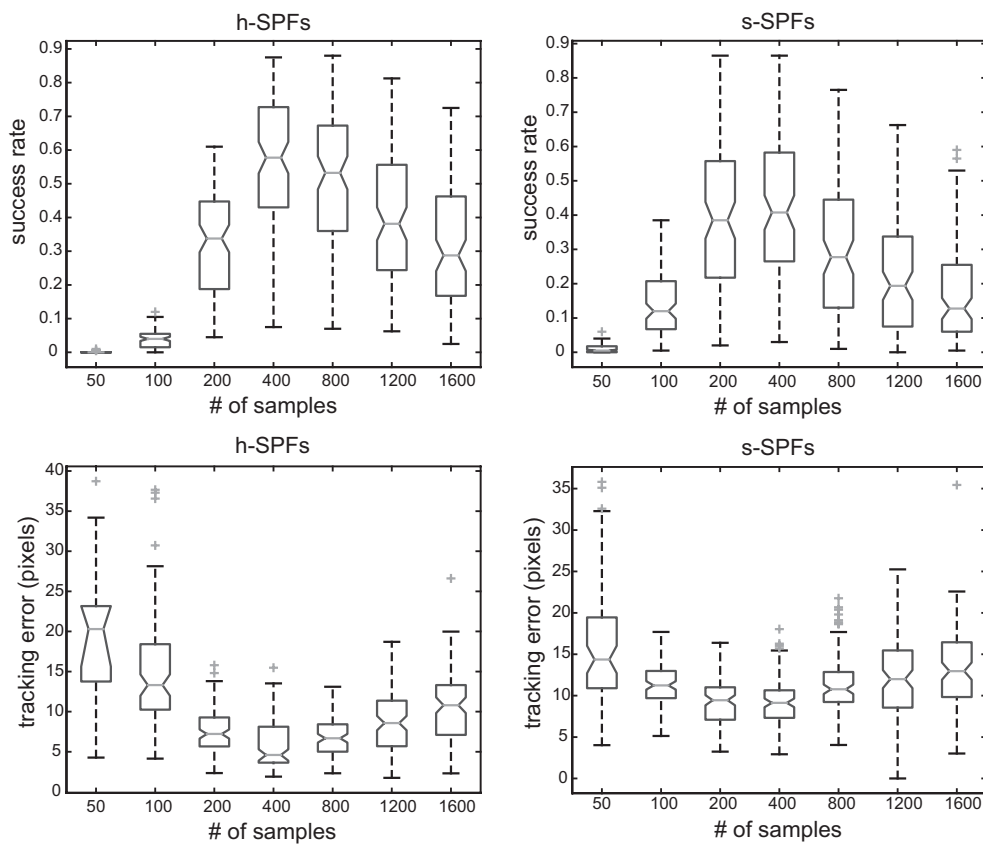 h-SPFs
0.9
0.8
0.7
0.6
0.5
0.4
0.3
0.2
0.1
0
success rate
50 100 200 400 800 1200 1600
# of samples
s-SPFs
0.9
0.8
0.7
0.6
0.5
0.4
0.3
0.2
0.1
0
success rate
50 100 200 400 800 1200 1600
# of samples
h-SPFs
40
35
30
25
20
15
10
5
0
tracking error (pixels)
50 100 200 400 800 1200 1600
# of samples
s-SPFs
35
30
25
20
15
10
5
0
tracking error (pixels)
50 100 200 400 800 1200 1600
# of samples